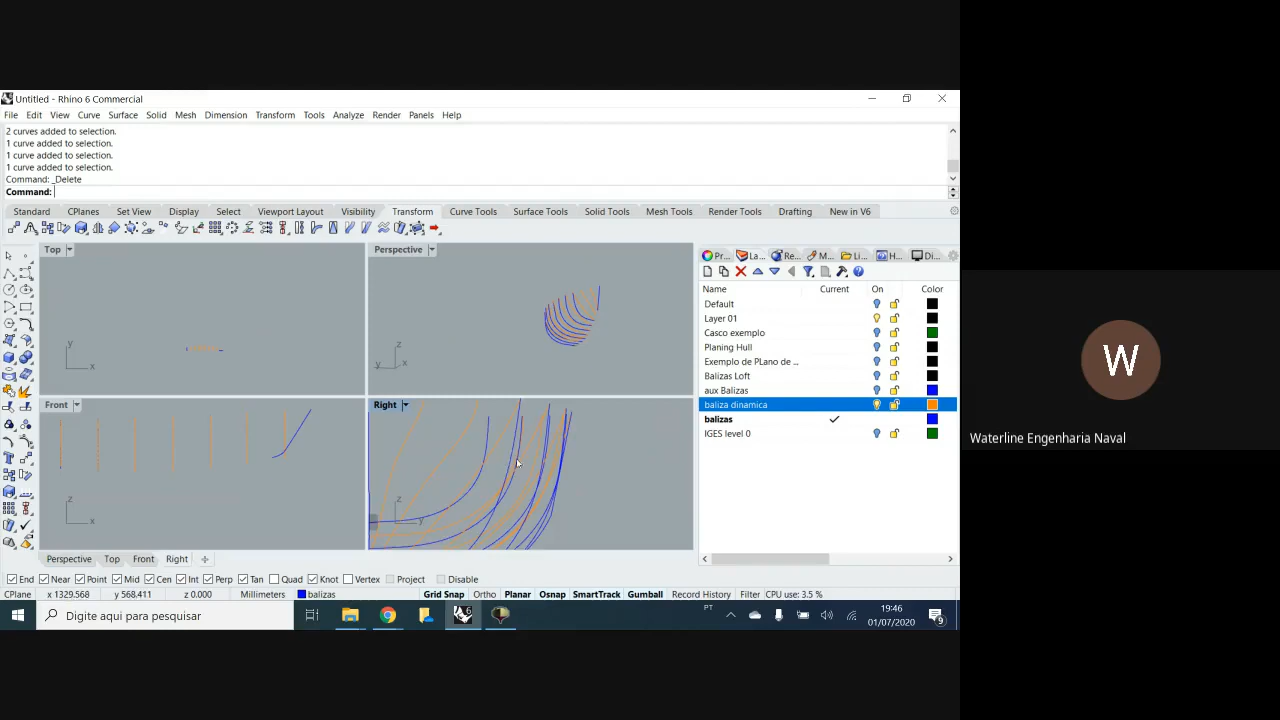 Untitled - Rhino 6 Commercial
File Edit View Curve Surface Solid Mesh Dimension Transform Tools Analyze Render Panels Help
2 curves added to selection.
1 curve added to selection.
1 curve added to selection.
1 curve added to selection.
Command: _Delete
Command:
Standard CPlanes Set View Display Select Viewport Layout Visibility Transform Curve Tools Surface Tools Solid Tools Mesh Tools Render Tools Drafting New in V6
Top
Perspective
Pr... La... Re... M... Li... H... Di...
Name Current On Color
Default
Layer 01
Casco exemplo
Planing Hull
Exemplo de PLano de ...
Balizas Loft
aux Balizas
baliza dinamica
balizas
IGES level 0
y x
z y x
Front
Right
z x
z y
W
Waterline Engenharia Naval
Perspective Top Front Right
End Near Point Mid Cen Int Perp Tan Quad Knot Vertex Project Disable
CPlane x 1329.568 y 568.411 z 0.000 Millimeters balizas Grid Snap Ortho Planar Osnap SmartTrack Gumball Record History Filter CPU use: 3.5 %
Digite aqui para pesquisar
PT
19:46
01/07/2020
9